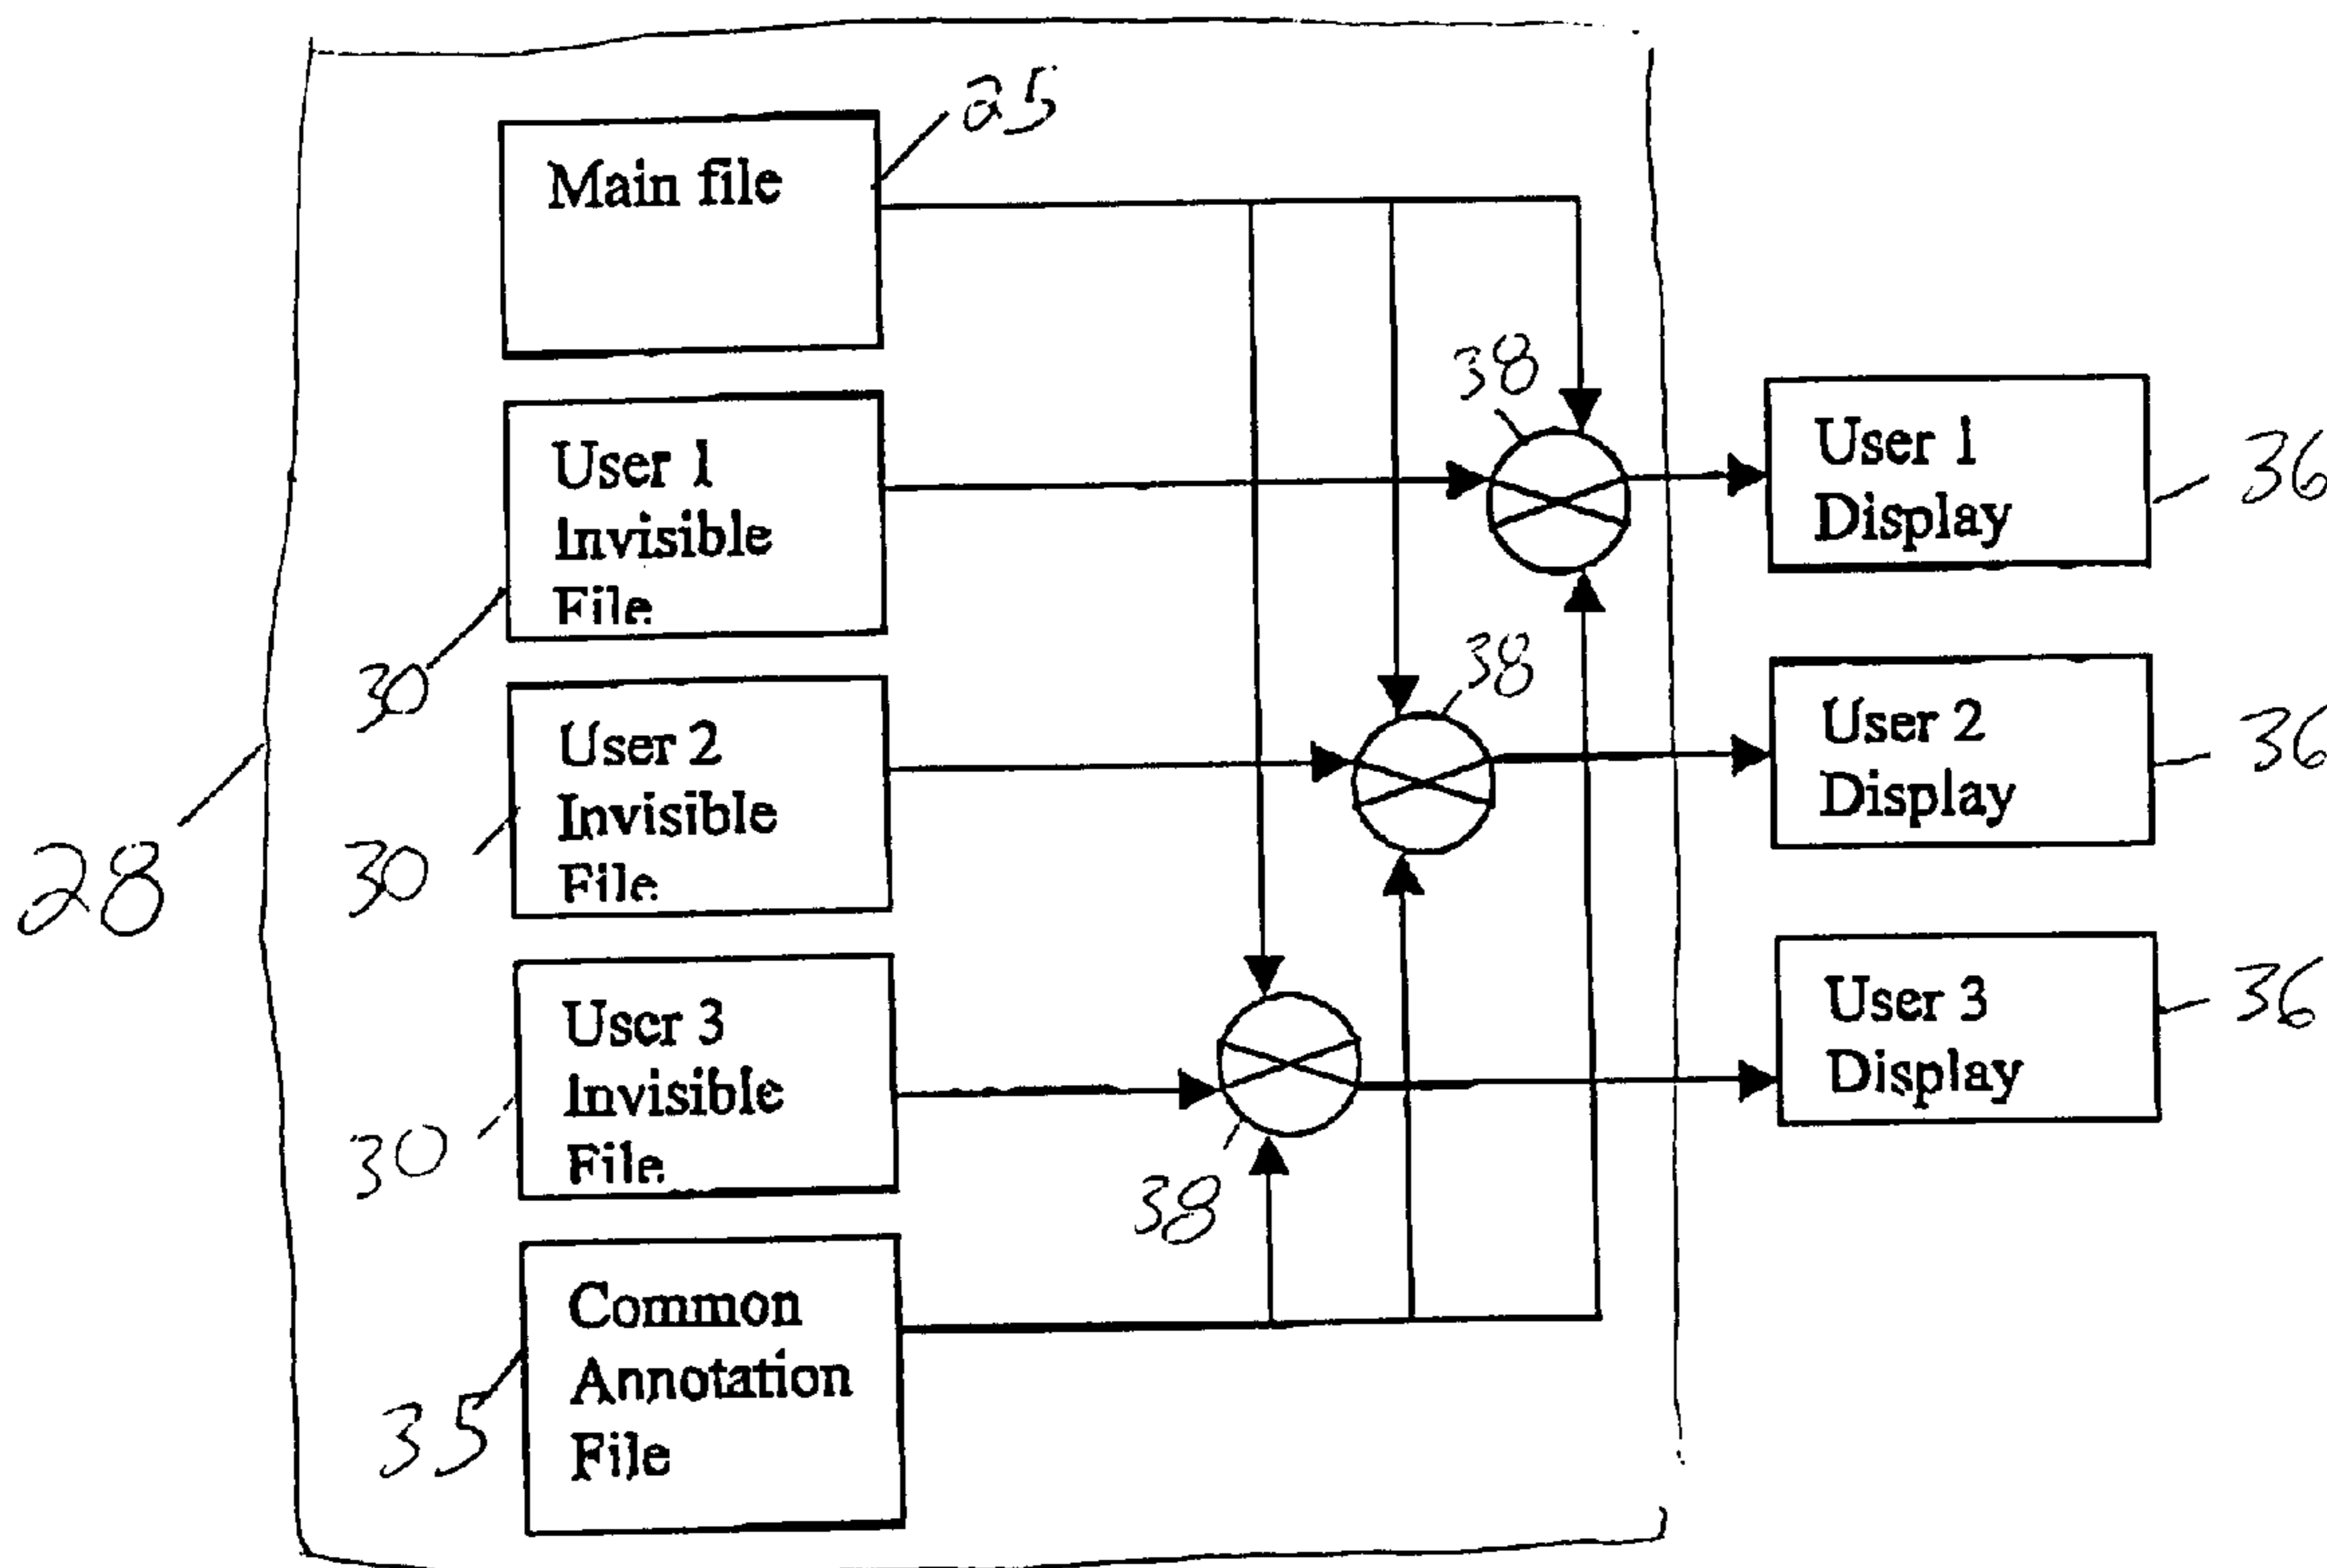 25
Main file
38
User 1
Invisible
File
30
User 1
Display
36
38
User 2
Invisible
File
30
User 2
Display
36
28
User 3
Invisible
File
30
38
User 3
Display
36
Common
Annotation
File
35